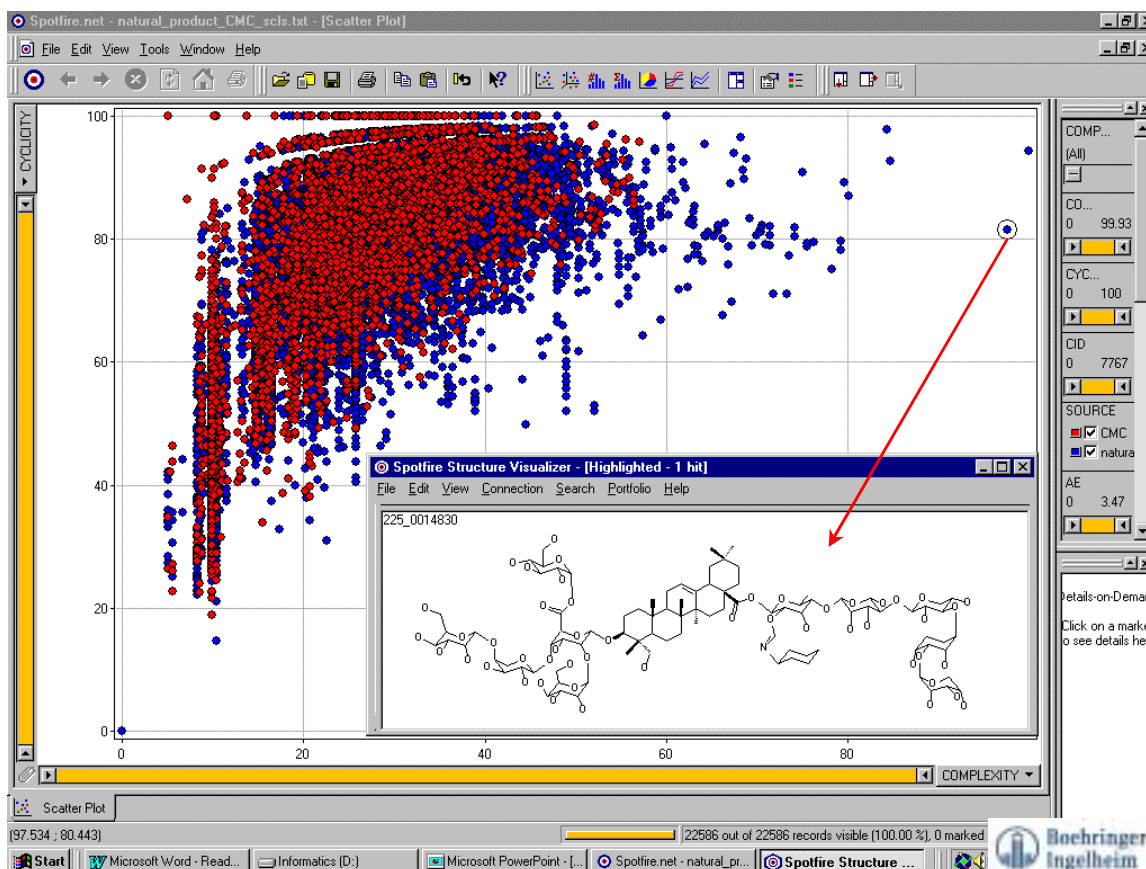 Spotfire.net - natural_product_CMC_scls.txt - [Scatter Plot]
File Edit View Tools Window Help
CYCLICITY
100
80
60
40
20
0
0 20 40 60 80
COMPLEXITY
COMP...
(All)
CO...
0 99.93
CYC...
0 100
CID
0 7767
SOURCE
CMC
natura
AE
0 3.47
Spotfire Structure Visualizer - [Highlighted - 1 hit]
File Edit View Connection Search Portfolio Help
225_0014830
etails-on-Deman
Click on a marke
o see details he
Scatter Plot
(97.534 ; 80.443)
22586 out of 22586 records visible (100.00 %), 0 marked
Start
Microsoft Word - Read...
Informatics (D:)
Microsoft PowerPoint - [...
Spotfire.net - natural_pr...
Spotfire Structure ...
Boehringer
Ingelheim